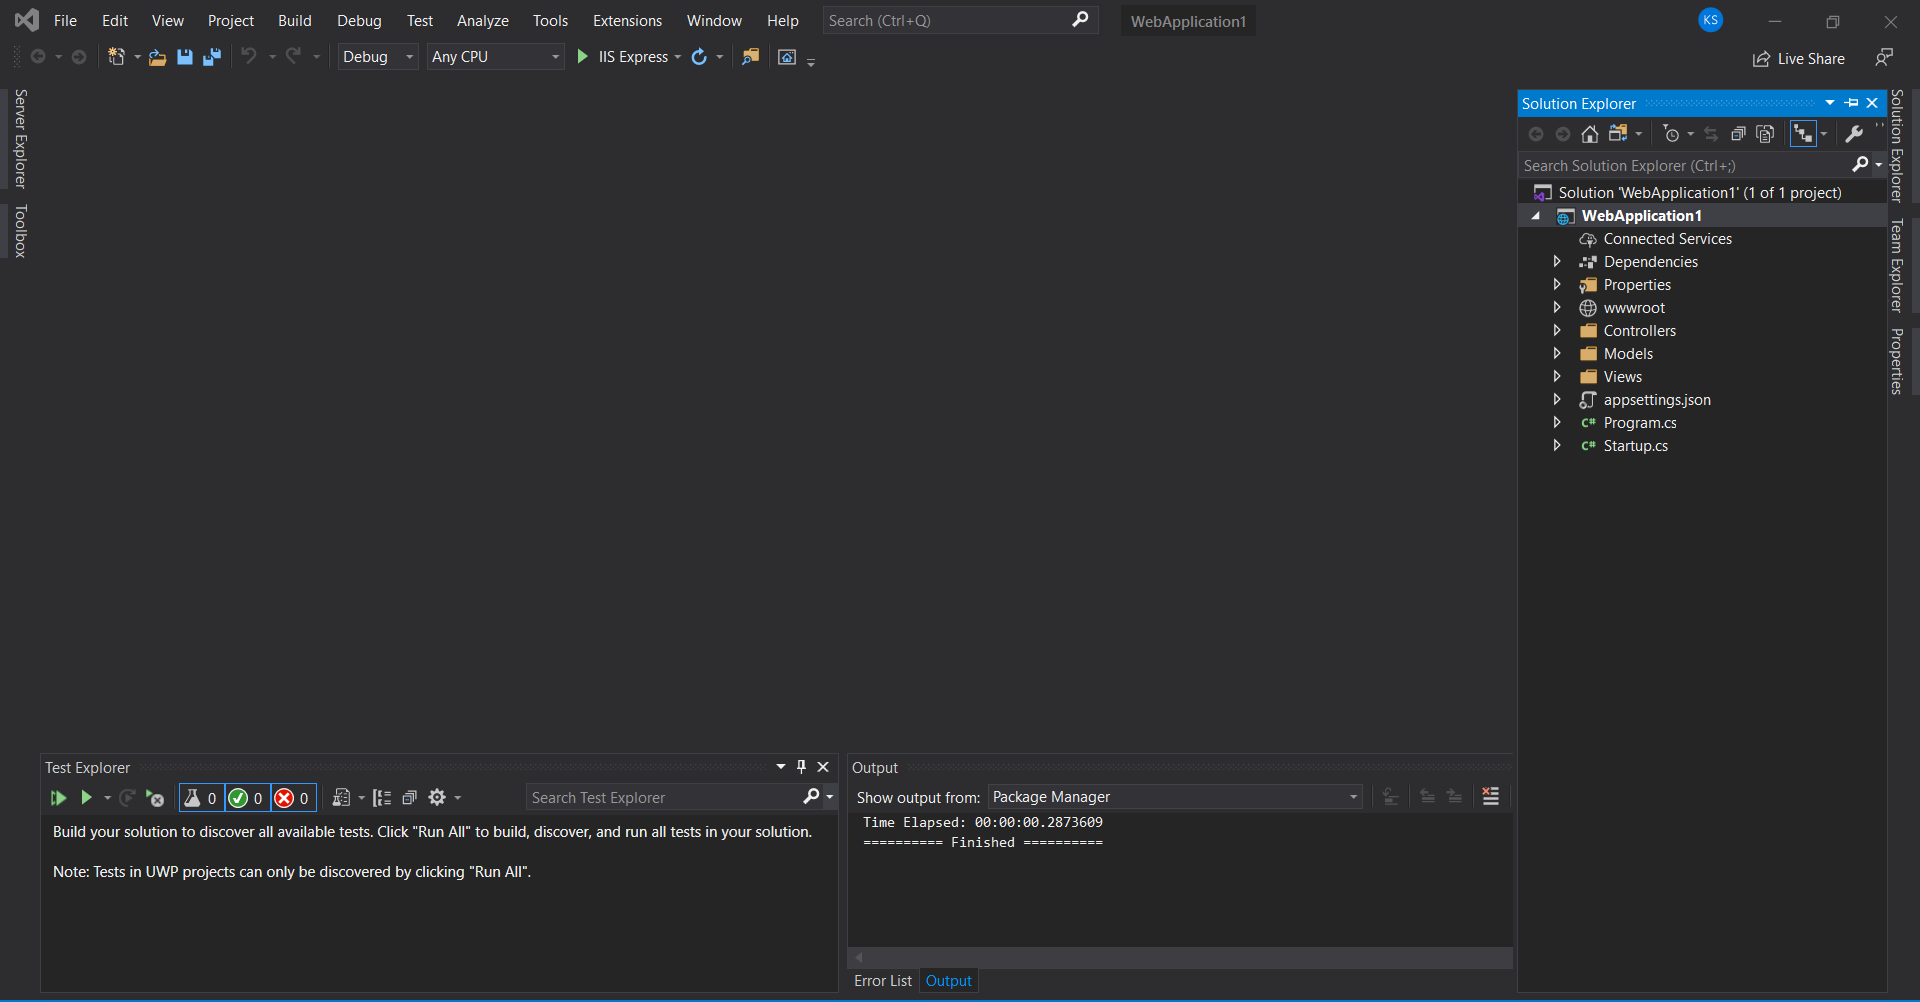 File Edit View Project Build Debug Test Analyze Tools Extensions Window Help Search (Ctrl+Q) WebApplication1 KS
Debug Any CPU IIS Express Live Share
Server Explorer
Toolbox
Solution Explorer
Search Solution Explorer (Ctrl+;)
Solution 'WebApplication1' (1 of 1 project)
WebApplication1
Connected Services
Dependencies
Properties
wwwroot
Controllers
Models
Views
appsettings.json
C# Program.cs
C# Startup.cs
Solution Explorer
Team Explorer
Properties
Test Explorer
0 0 0 Search Test Explorer
Build your solution to discover all available tests. Click "Run All" to build, discover, and run all tests in your solution.
Note: Tests in UWP projects can only be discovered by clicking "Run All".
Output
Show output from: Package Manager
Time Elapsed: 00:00:00.2873609
========== Finished ==========
Error List Output